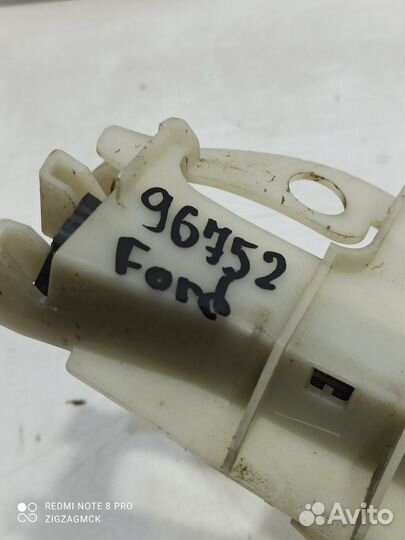 96752
Ford
REDMI NOTE 8 PRO
ZIGZAGMCK
Avito